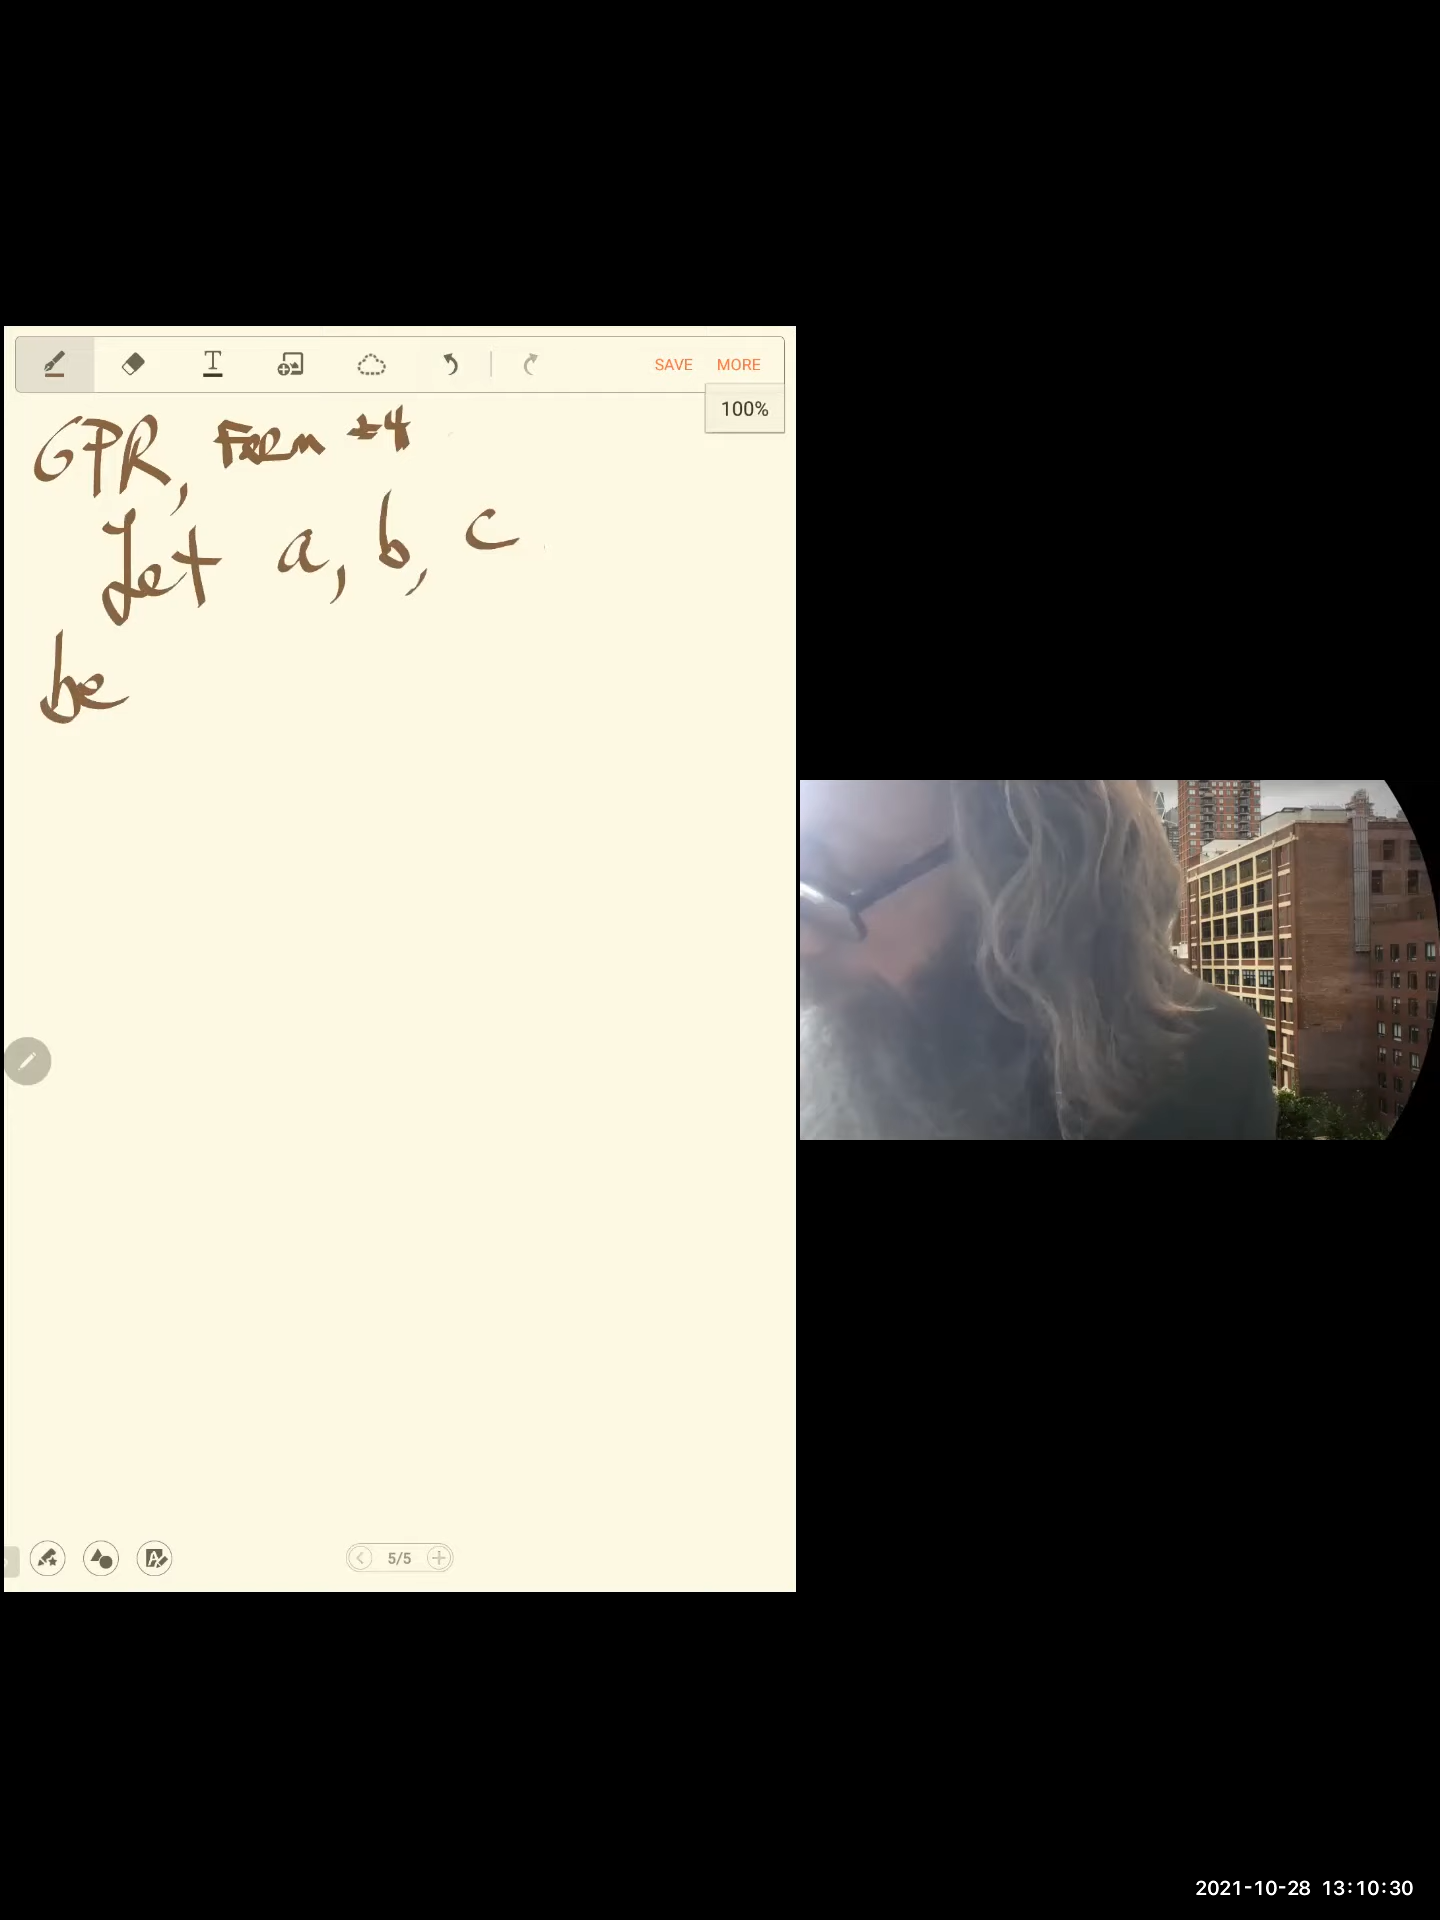 SAVE MORE
100%
GPR, Form #4
Let a, b, c
be
5/5
2021-10-28 13:10:30